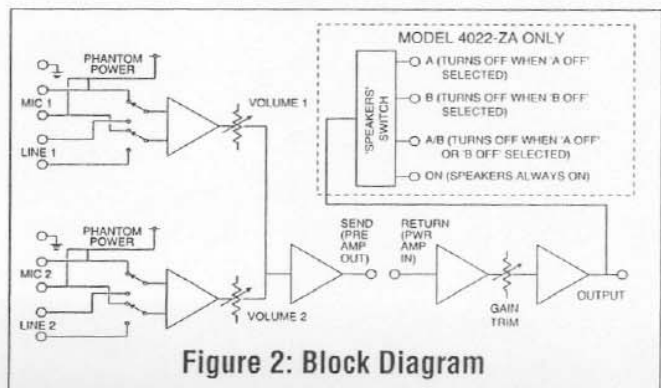 MODEL 4022-ZA ONLY
PHANTOM
POWER
MIC 1
LINE 1
VOLUME 1
'SPEAKERS'
SWITCH
A (TURNS OFF WHEN 'A OFF'
SELECTED)
B (TURNS OFF WHEN 'B OFF'
SELECTED)
A/B (TURNS OFF WHEN 'A OFF'
OR 'B OFF' SELECTED)
ON (SPEAKERS ALWAYS ON)
PHANTOM
POWER
MIC 2
LINE 2
VOLUME 2
SEND
(PRE
AMP
OUT)
RETURN
(PWR
AMP
IN)
GAIN
TRIM
OUTPUT
Figure 2: Block Diagram